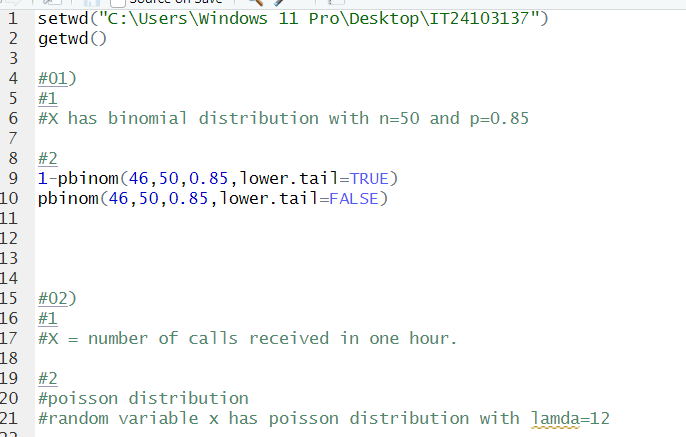 Source on Save
1 setwd("C:\Users\Windows 11 Pro\Desktop\IT24103137")
2 getwd()
3
4 #01)
5 #1
6 #X has binomial distribution with n=50 and p=0.85
7
8 #2
9 1-pbinom(46,50,0.85,lower.tail=TRUE)
10 pbinom(46,50,0.85,lower.tail=FALSE)
11
12
13
14
15 #02)
16 #1
17 #X = number of calls received in one hour.
18
19 #2
20 #poisson distribution
21 #random variable x has poisson distribution with lamda=12